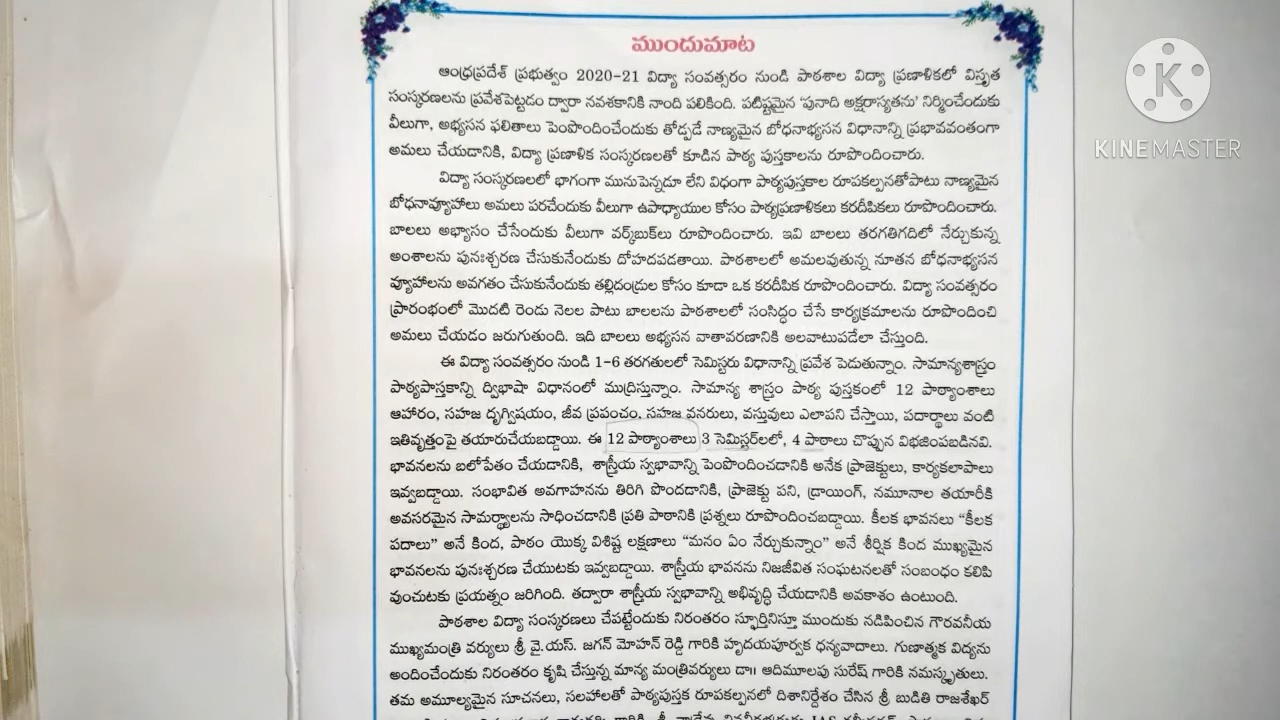 ముందుమాట
ఆంధ్రప్రదేశ్ ప్రభుత్వం 2020-21 విద్యా సంవత్సరం నుండి పాఠశాల విద్యా ప్రణాళికలో విస్తృత
సంస్కరణలను ప్రవేశపెట్టడం ద్వారా నవశకానికి నాంది పలికింది. పటిష్టమైన 'పునాది అక్షరాస్యతను' నిర్మించేందుకు
వీలుగా, అభ్యసన ఫలితాలు పెంపొందించేందుకు తోడ్పడే నాణ్యమైన బోధనాభ్యసన విధానాన్ని ప్రభావవంతంగా
అమలు చేయడానికి, విద్యా ప్రణాళిక సంస్కరణలతో కూడిన పాఠ్య పుస్తకాలను రూపొందించారు.
విద్యా సంస్కరణలలో భాగంగా మునుపెన్నడూ లేని విధంగా పాఠ్యపుస్తకాల రూపకల్పనతోపాటు నాణ్యమైన
బోధనావ్యూహాలు అమలు పరచేందుకు వీలుగా ఉపాధ్యాయుల కోసం పాఠ్యప్రణాళికలు కరదీపికలు రూపొందించారు.
బాలలు అభ్యాసం చేసేందుకు వీలుగా వర్క్‌బుక్‌లు రూపొందించారు. ఇవి బాలలు తరగతిగదిలో నేర్చుకున్న
అంశాలను పునఃశ్చరణ చేసుకునేందుకు దోహదపడతాయి. పాఠశాలలో అమలవుతున్న నూతన బోధనాభ్యసన
వ్యూహాలను అవగతం చేసుకునేందుకు తల్లిదండ్రుల కోసం కూడా ఒక కరదీపిక రూపొందించారు. విద్యా సంవత్సరం
ప్రారంభంలో మొదటి రెండు నెలల పాటు బాలలను పాఠశాలలో సంసిద్ధం చేసే కార్యక్రమాలను రూపొందించి
అమలు చేయడం జరుగుతుంది. ఇది బాలలు అభ్యసన వాతావరణానికి అలవాటుపడేలా చేస్తుంది.
ఈ విద్యా సంవత్సరం నుండి 1-6 తరగతులలో సెమిస్టరు విధానాన్ని ప్రవేశ పెడుతున్నాం. సామాన్యశాస్త్రం
పాఠ్యపాస్తకాన్ని ద్విభాషా విధానంలో ముద్రిస్తున్నాం. సామాన్య శాస్త్రం పాఠ్య పుస్తకంలో 12 పాఠ్యాంశాలు
ఆహారం, సహజ దృగ్విషయం, జీవ ప్రపంచం, సహజ వనరులు, వస్తువులు ఎలాపని చేస్తాయి, పదార్థాలు వంటి
ఇతివృత్తంపై తయారుచేయబడ్డాయి. ఈ 12 పాఠ్యాంశాలు 3 సెమిస్టర్‌లలో, 4 పాఠాలు చొప్పున విభజింపబడినవి.
భావనలను బలోపేతం చేయడానికి, శాస్త్రీయ స్వభావాన్ని పెంపొందించడానికి అనేక ప్రాజెక్టులు, కార్యకలాపాలు
ఇవ్వబడ్డాయి. సంభావిత అవగాహనను తిరిగి పొందడానికి, ప్రాజెక్టు పని, డ్రాయింగ్, నమూనాల తయారీకి
అవసరమైన సామర్థ్యాలను సాధించడానికి ప్రతి పాఠానికి ప్రశ్నలు రూపొందించబడ్డాయి. కీలక భావనలు "కీలక
పదాలు" అనే కింద, పాఠం యొక్క విశిష్ట లక్షణాలు "మనం ఏం నేర్చుకున్నాం" అనే శీర్షిక కింద ముఖ్యమైన
భావనలను పునఃశ్చరణ చేయుటకు ఇవ్వబడ్డాయి. శాస్త్రీయ భావనను నిజజీవిత సంఘటనలతో సంబంధం కలిపి
వుంచుటకు ప్రయత్నం జరిగింది. తద్వారా శాస్త్రీయ స్వభావాన్ని అభివృద్ధి చేయడానికి అవకాశం ఉంటుంది.
పాఠశాల విద్యా సంస్కరణలు చేపట్టేందుకు నిరంతరం స్ఫూర్తినిస్తూ ముందుకు నడిపించిన గౌరవనీయ
ముఖ్యమంత్రి వర్యులు శ్రీ వై.యస్. జగన్ మోహన్ రెడ్డి గారికి హృదయపూర్వక ధన్యవాదాలు. గుణాత్మక విద్యను
అందించేందుకు నిరంతరం కృషి చేస్తున్న మాన్య మంత్రివర్యులు డా॥ ఆదిమూలపు సురేష్ గారికి నమస్కృతులు.
తమ అమూల్యమైన సూచనలు, సలహాలతో పాఠ్యపుస్తక రూపకల్పనలో దిశానిర్దేశం చేసిన శ్రీ బుడితి రాజశేఖర్
K
KINEMASTER